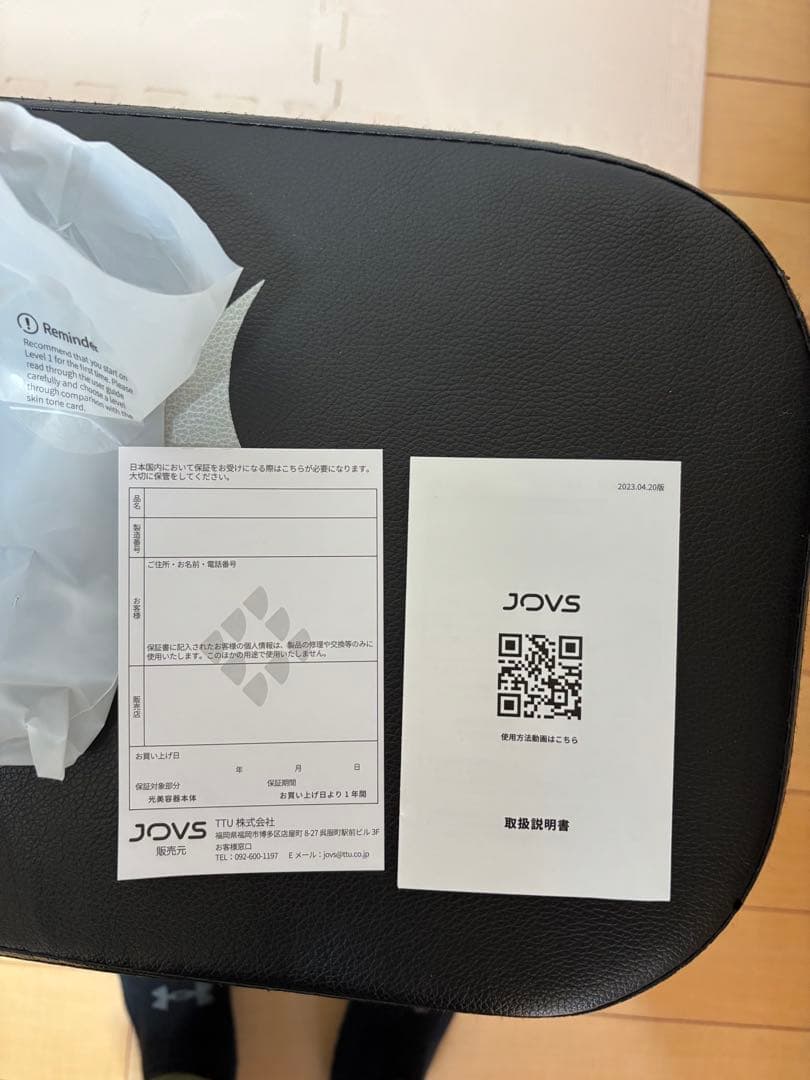 Reminder
Recommend that you start on
Level 1 for the first time. Please
read through the user guide
carefully and choose a level
through comparison with the
skin tone card.
日本国内において保証をお受けになる際はこちらが必要になります。
大切に保管をしてください。
品名
製造番号
お客様
ご住所・お名前・電話番号
保証書に記入されたお客様の個人情報は、製品の修理や交換等のみに
使用いたします。このほかの用途で使用いたしません。
販売店
お買い上げ日
年 月 日
保証対象部分 保証期間
光美容器本体 お買い上げ日より1年間
JOVS
販売元
TTU 株式会社
福岡県福岡市博多区店屋町 8-27 呉服町駅前ビル 3F
お客様窓口
TEL：092-600-1197 Eメール：jovs@ttu.co.jp
2023.04.20版
JOVS
使用方法動画はこちら
取扱説明書